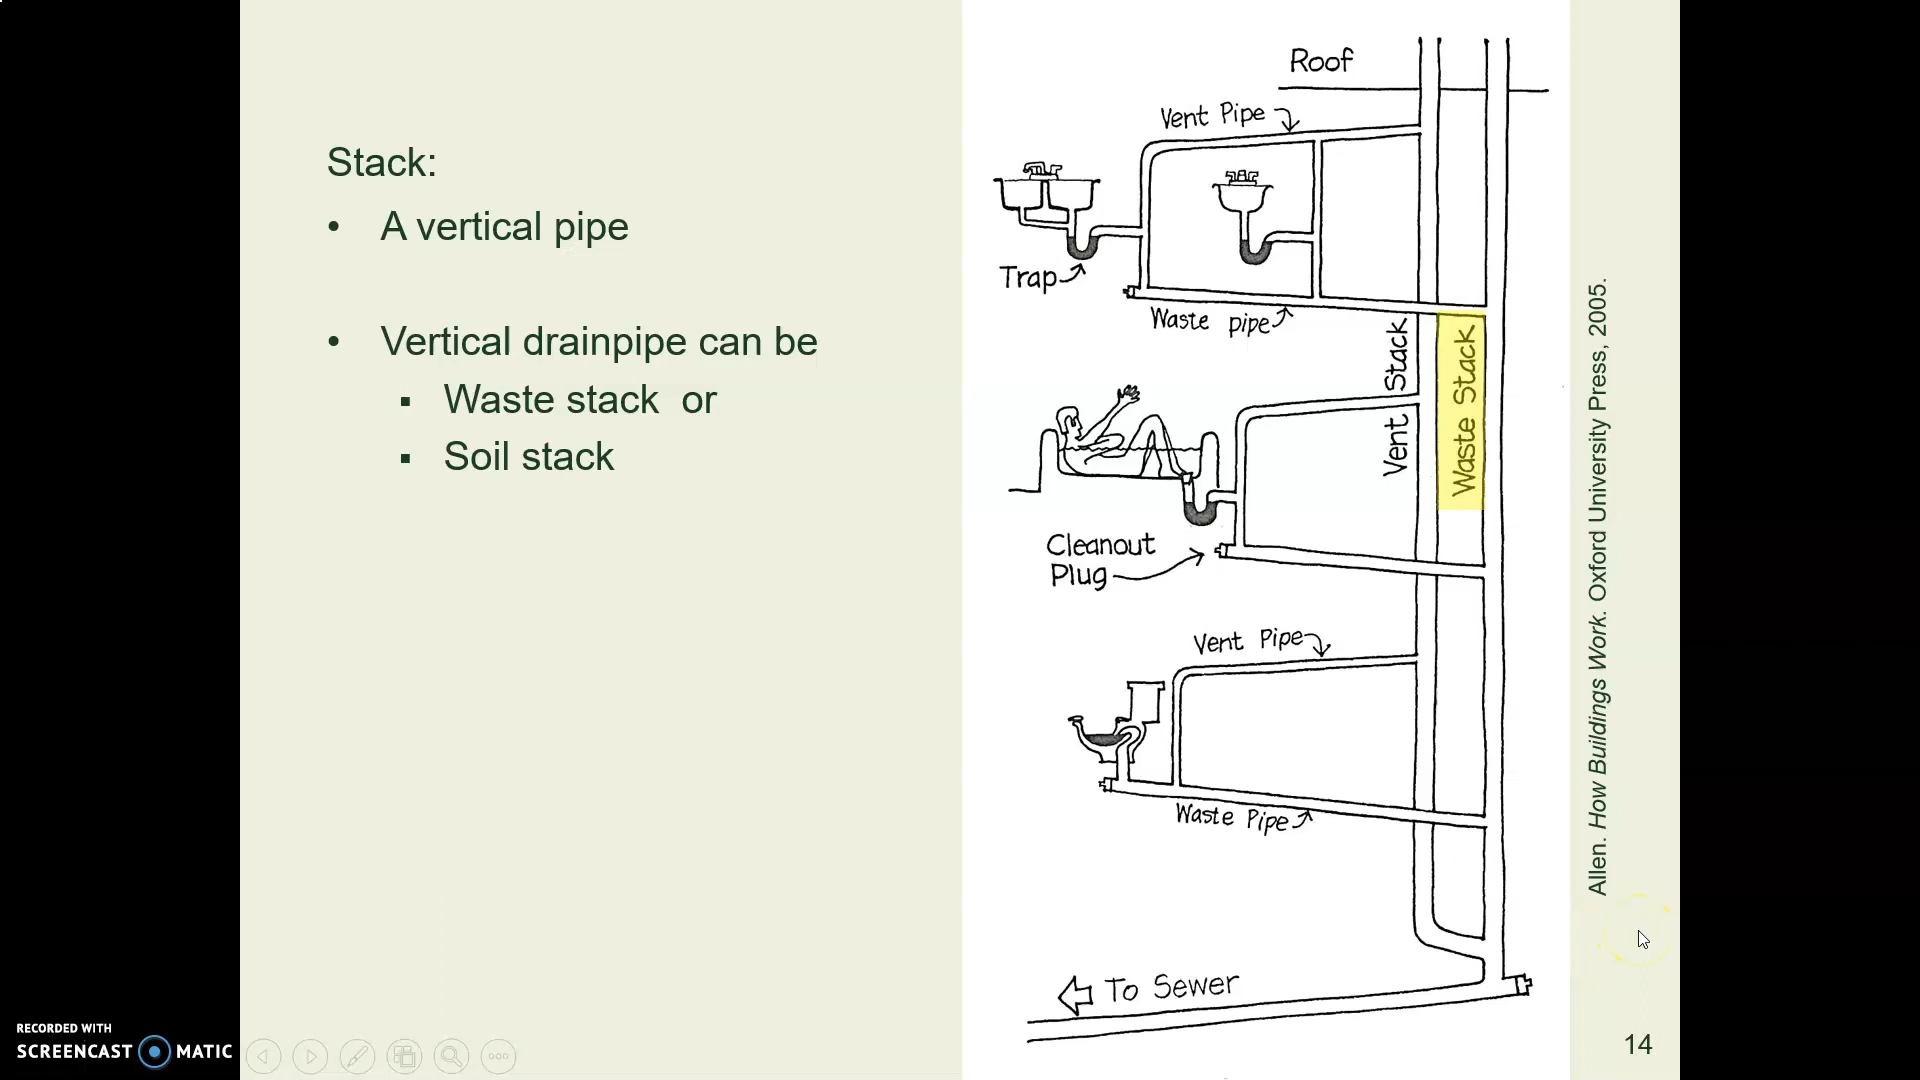 Stack:
• A vertical pipe
• Vertical drainpipe can be
▪ Waste stack or
▪ Soil stack
Roof
Vent Pipe
Trap
Waste pipe
Vent Stack
Waste Stack
Cleanout
Plug
Vent Pipe
Waste Pipe
To Sewer
Allen. How Buildings Work. Oxford University Press, 2005.
14
RECORDED WITH
SCREENCAST MATIC